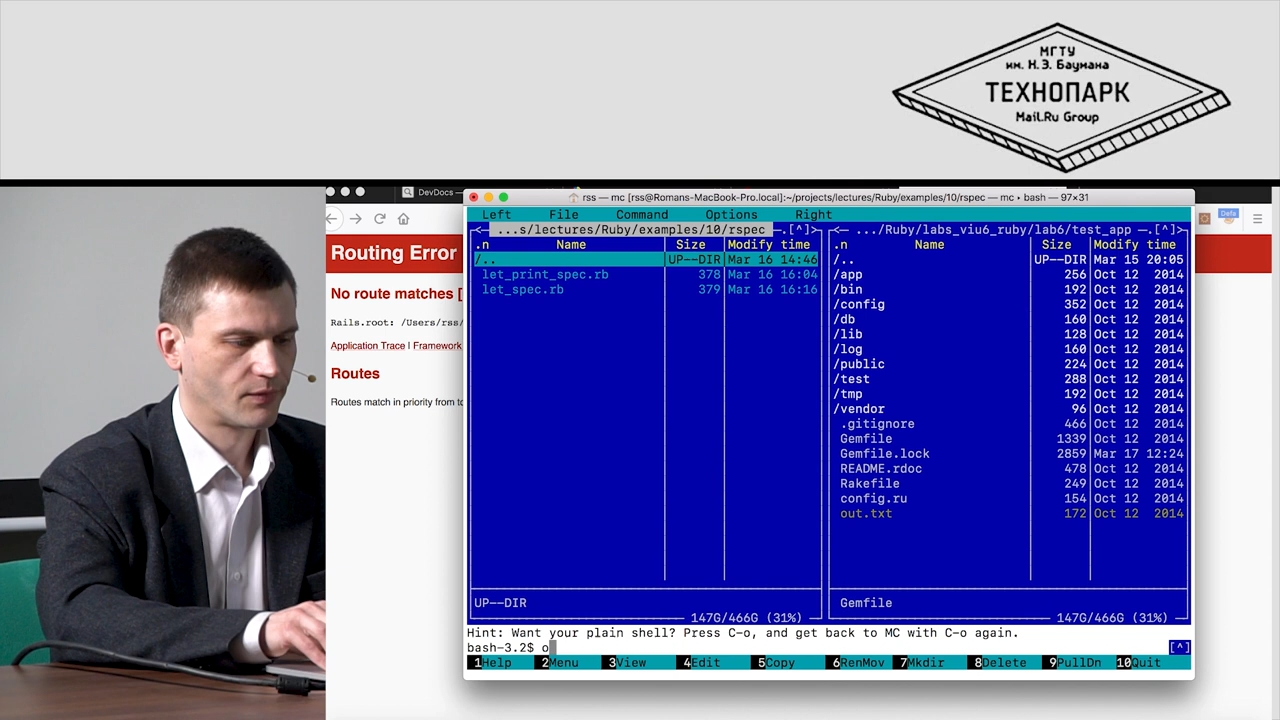 МГТУ
им. Н.Э. Баумана
ТЕХНОПАРК
Mail.Ru Group
DevDocs —
rss — mc [rss@Romans-MacBook-Pro.local]:~/projects/lectures/Ruby/examples/10/rspec — mc ▸ bash — 97×31
Defa
Routing Error
No route matches [
Rails.root: /Users/rss/
Application Trace | Framework
Routes
Routes match in priority from to
Left File Command Options Right
<— ...s/lectures/Ruby/examples/10/rspec —.[^]>
.n Name Size Modify time
/.. UP--DIR Mar 16 14:46
let_print_spec.rb 378 Mar 16 16:04
let_spec.rb 379 Mar 16 16:16
UP--DIR
147G/466G (31%)
<— .../Ruby/labs_viu6_ruby/lab6/test_app —.[^]>
.n Name Size Modify time
/.. UP--DIR Mar 15 20:05
/app 256 Oct 12 2014
/bin 192 Oct 12 2014
/config 352 Oct 12 2014
/db 160 Oct 12 2014
/lib 128 Oct 12 2014
/log 160 Oct 12 2014
/public 224 Oct 12 2014
/test 288 Oct 12 2014
/tmp 192 Oct 12 2014
/vendor 96 Oct 12 2014
.gitignore 466 Oct 12 2014
Gemfile 1339 Oct 12 2014
Gemfile.lock 2859 Mar 17 12:24
README.rdoc 478 Oct 12 2014
Rakefile 249 Oct 12 2014
config.ru 154 Oct 12 2014
out.txt 172 Oct 12 2014
Gemfile
147G/466G (31%)
Hint: Want your plain shell? Press C-o, and get back to MC with C-o again.
bash-3.2$ o [^]
1Help 2Menu 3View 4Edit 5Copy 6RenMov 7Mkdir 8Delete 9PullDn 10Quit